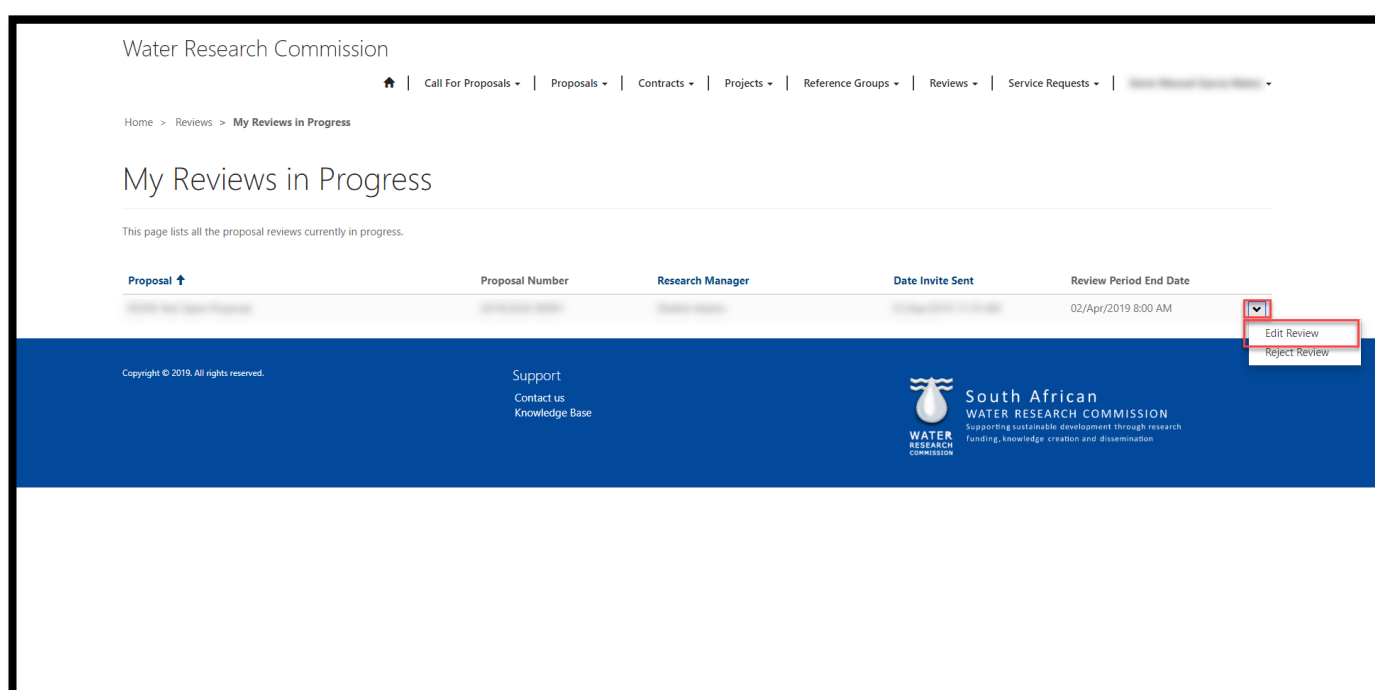 Water Research Commission
Call For Proposals | Proposals | Contracts | Projects | Reference Groups | Reviews | Service Requests |
Home > Reviews > My Reviews in Progress
My Reviews in Progress
This page lists all the proposal reviews currently in progress.
Proposal Proposal Number Research Manager Date Invite Sent Review Period End Date
02/Apr/2019 8:00 AM
Edit Review
Reject Review
Copyright © 2019. All rights reserved.
Support
Contact us
Knowledge Base
WATER
RESEARCH
COMMISSION
South African
WATER RESEARCH COMMISSION
Supporting sustainable development through research
funding, knowledge creation and dissemination